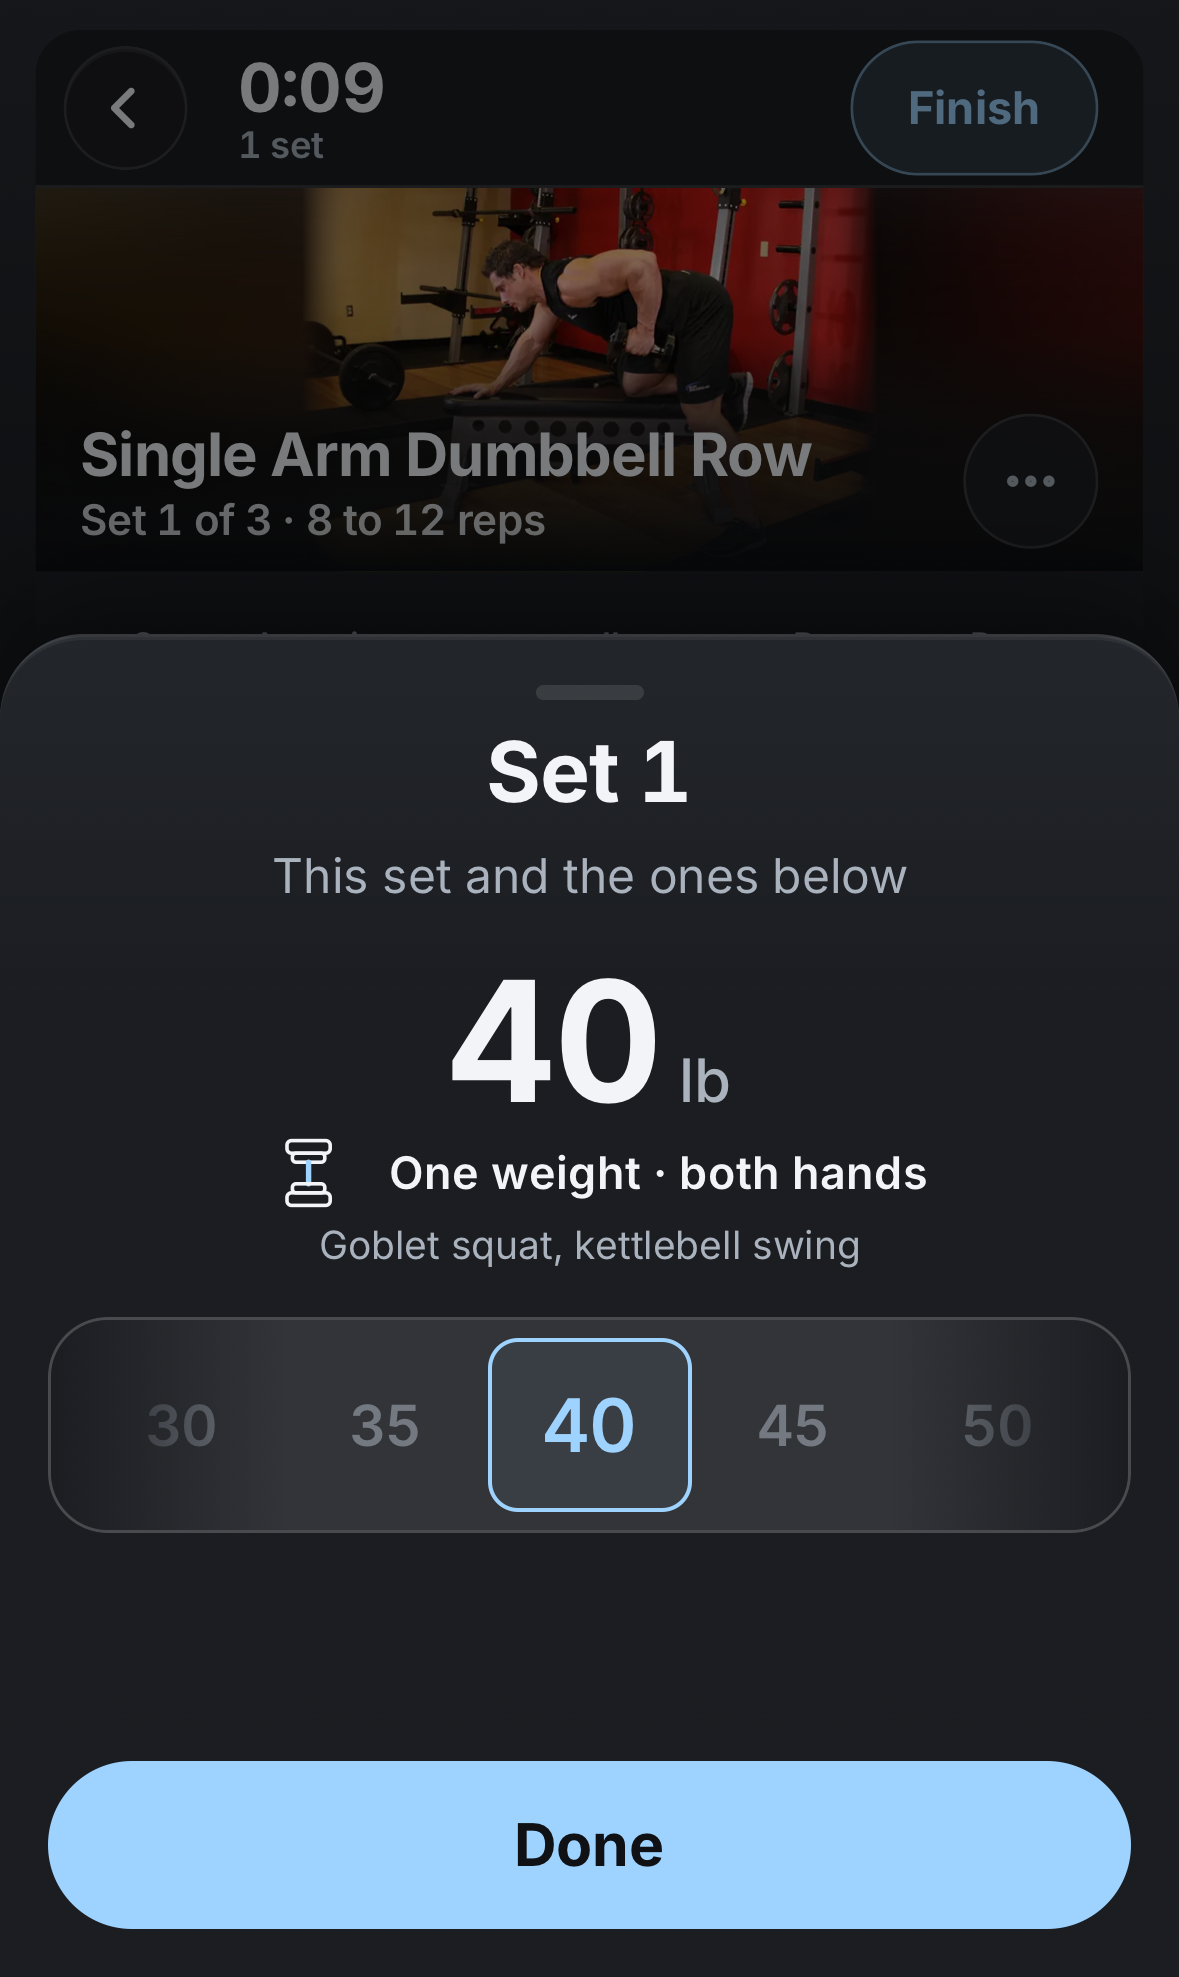 0:09
1 set
Finish
Single Arm Dumbbell Row
Set 1 of 3 · 8 to 12 reps
Set 1
This set and the ones below
40 lb
One weight · both hands
Goblet squat, kettlebell swing
30 35 40 45 50
Done